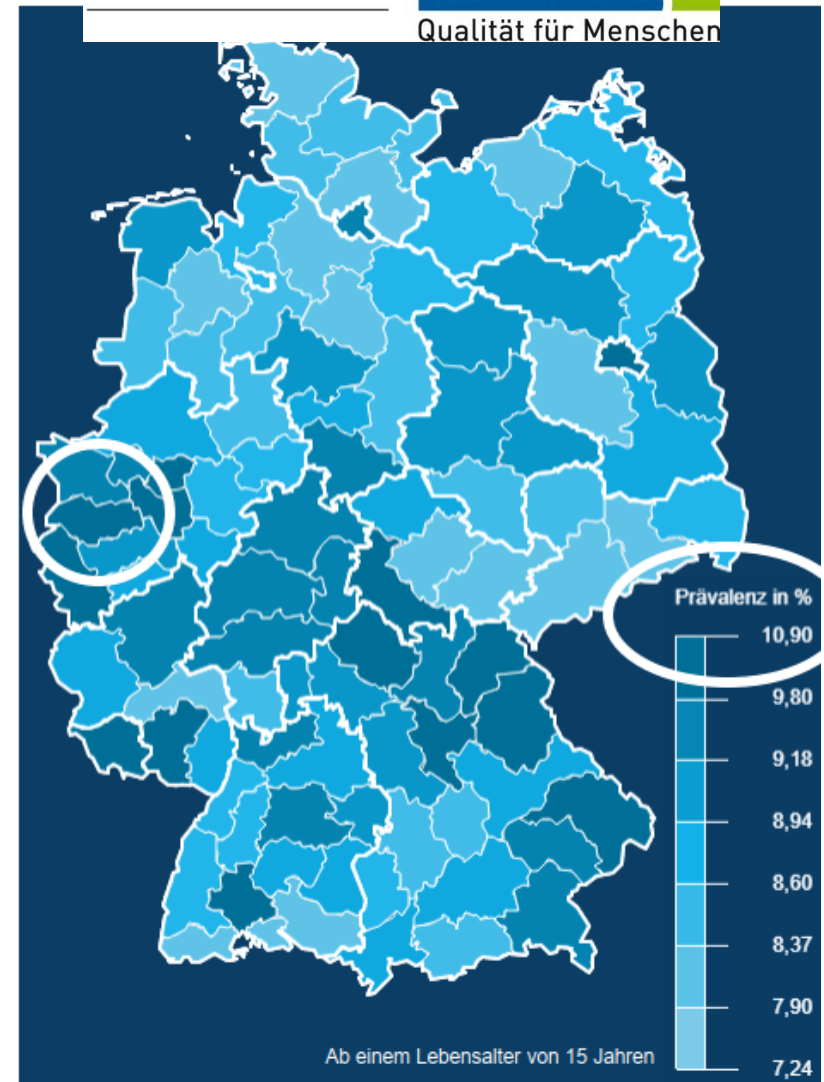 Qualität für Menschen
Prävalenz in %
10,90
9,80
9,18
8,94
8,60
8,37
7,90
7,24
Ab einem Lebensalter von 15 Jahren